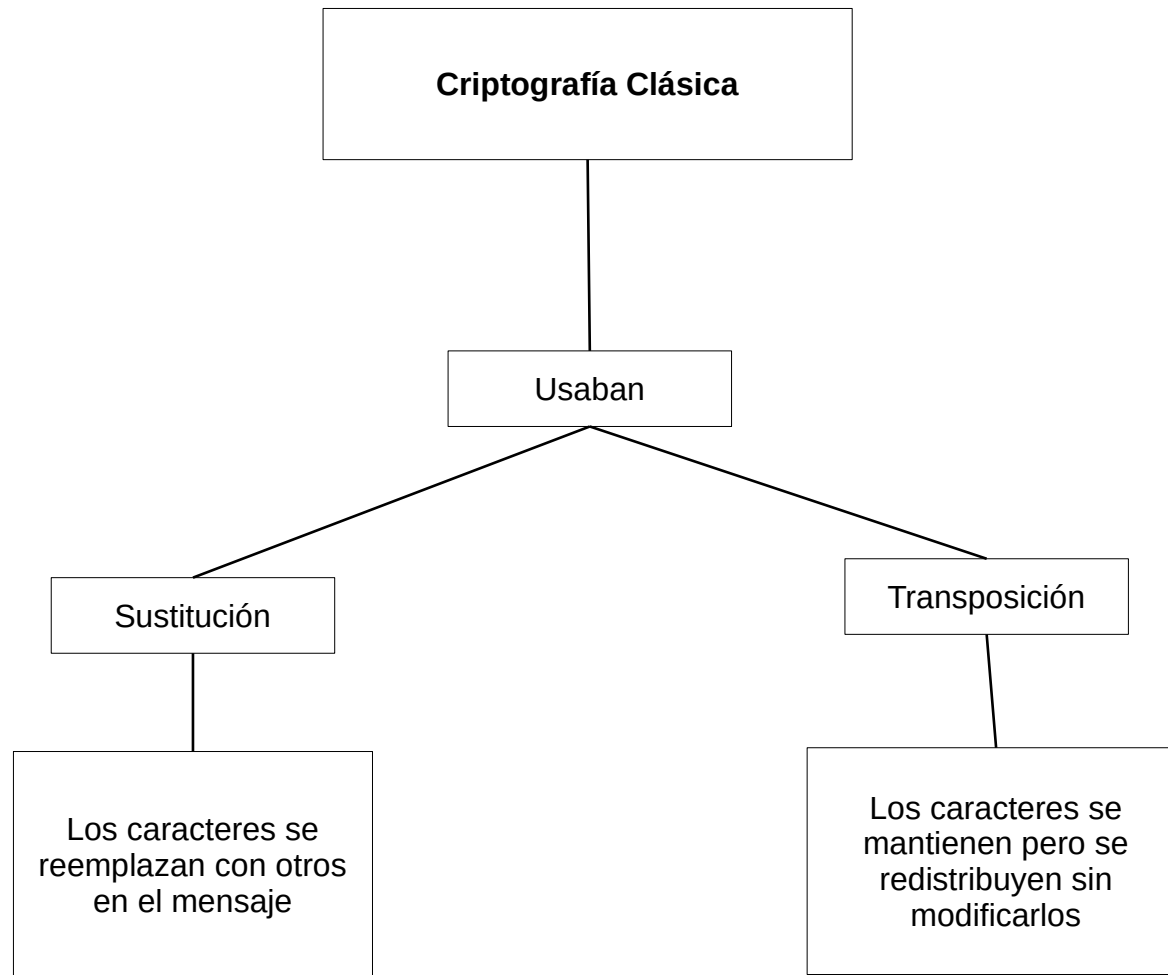 Criptografía Clásica
Usaban
Sustitución
Transposición
Los caracteres se
reemplazan con otros
en el mensaje
Los caracteres se
mantienen pero se
redistribuyen sin
modificarlos